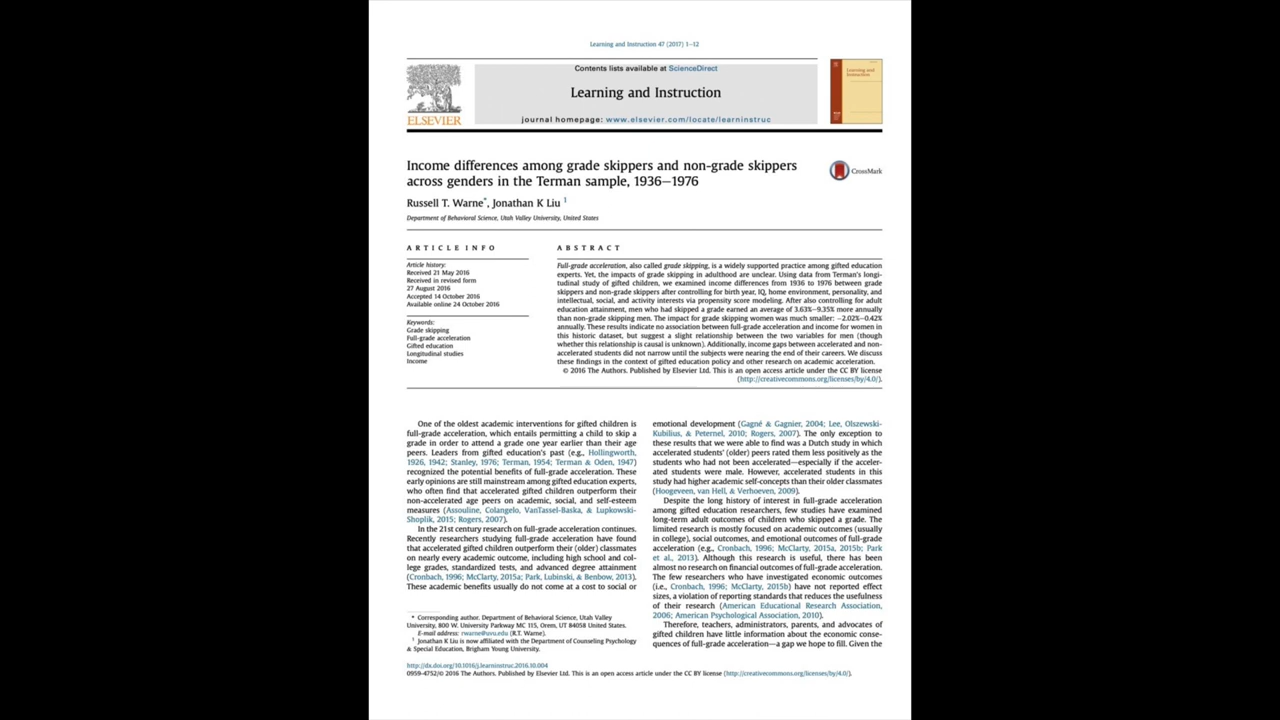 Learning and Instruction 47 (2017) 1–12
Contents lists available at ScienceDirect
Learning and Instruction
journal homepage: www.elsevier.com/locate/learninstruc
ELSEVIER
Learning and
Instruction
Income differences among grade skippers and non-grade skippers
across genders in the Terman sample, 1936–1976
CrossMark
Russell T. Warne*, Jonathan K Liu 1
Department of Behavioral Science, Utah Valley University, United States
ARTICLE INFO
Article history:
Received 21 May 2016
Received in revised form
27 August 2016
Accepted 14 October 2016
Available online 24 October 2016
Keywords:
Grade skipping
Full-grade acceleration
Gifted education
Longitudinal studies
Income
ABSTRACT
Full-grade acceleration, also called grade skipping, is a widely supported practice among gifted education
experts. Yet, the impacts of grade skipping in adulthood are unclear. Using data from Terman's longi-
tudinal study of gifted children, we examined income differences from 1936 to 1976 between grade
skippers and non-grade skippers after controlling for birth year, IQ, home environment, personality, and
intellectual, social, and activity interests via propensity score modeling. After also controlling for adult
education attainment, men who had skipped a grade earned an average of 3.63%–9.35% more annually
than non-grade skipping men. The impact for grade skipping women was much smaller: −2.02%–0.42%
annually. These results indicate no association between full-grade acceleration and income for women in
this historic dataset, but suggest a slight relationship between the two variables for men (though
whether this relationship is causal is unknown). Additionally, income gaps between accelerated and non-
accelerated students did not narrow until the subjects were nearing the end of their careers. We discuss
these findings in the context of gifted education policy and other research on academic acceleration.
© 2016 The Authors. Published by Elsevier Ltd. This is an open access article under the CC BY license
(http://creativecommons.org/licenses/by/4.0/).
One of the oldest academic interventions for gifted children is
full-grade acceleration, which entails permitting a child to skip a
grade in order to attend a grade one year earlier than their age
peers. Leaders from gifted education's past (e.g., Hollingworth,
1926, 1942; Stanley, 1976; Terman, 1954; Terman & Oden, 1947)
recognized the potential benefits of full-grade acceleration. These
early opinions are still mainstream among gifted education experts,
who often find that accelerated gifted children outperform their
non-accelerated age peers on academic, social, and self-esteem
measures (Assouline, Colangelo, VanTassel-Baska, & Lupkowski-
Shoplik, 2015; Rogers, 2007).
In the 21st century research on full-grade acceleration continues.
Recently researchers studying full-grade acceleration have found
that accelerated gifted children outperform their (older) classmates
on nearly every academic outcome, including high school and col-
lege grades, standardized tests, and advanced degree attainment
(Cronbach, 1996; McClarty, 2015a; Park, Lubinski, & Benbow, 2013).
These academic benefits usually do not come at a cost to social or
* Corresponding author. Department of Behavioral Science, Utah Valley
University, 800 W. University Parkway MC 115, Orem, UT 84058 United States.
E-mail address: rwarne@uvu.edu (R.T. Warne).
1 Jonathan K Liu is now affiliated with the Department of Counseling Psychology
& Special Education, Brigham Young University.
emotional development (Gagné & Gagnier, 2004; Lee, Olszewski-
Kubilius, & Peternel, 2010; Rogers, 2007). The only exception to
these results that we were able to find was a Dutch study in which
accelerated students' (older) peers rated them less positively as the
students who had not been accelerated—especially if the acceler-
ated students were male. However, accelerated students in this
study had higher academic self-concepts than their older classmates
(Hoogeveen, van Hell, & Verhoeven, 2009).
Despite the long history of interest in full-grade acceleration
among gifted education researchers, few studies have examined
long-term adult outcomes of children who skipped a grade. The
limited research is mostly focused on academic outcomes (usually
in college), social outcomes, and emotional outcomes of full-grade
acceleration (e.g., Cronbach, 1996; McClarty, 2015a, 2015b; Park
et al., 2013). Although this research is useful, there has been
almost no research on financial outcomes of full-grade acceleration.
The few researchers who have investigated economic outcomes
(i.e., Cronbach, 1996; McClarty, 2015b) have not reported effect
sizes, a violation of reporting standards that reduces the usefulness
of their research (American Educational Research Association,
2006; American Psychological Association, 2010).
Therefore, teachers, administrators, parents, and advocates of
gifted children have little information about the economic conse-
quences of full-grade acceleration—a gap we hope to fill. Given the
http://dx.doi.org/10.1016/j.learninstruc.2016.10.004
0959-4752/© 2016 The Authors. Published by Elsevier Ltd. This is an open access article under the CC BY license (http://creativecommons.org/licenses/by/4.0/).